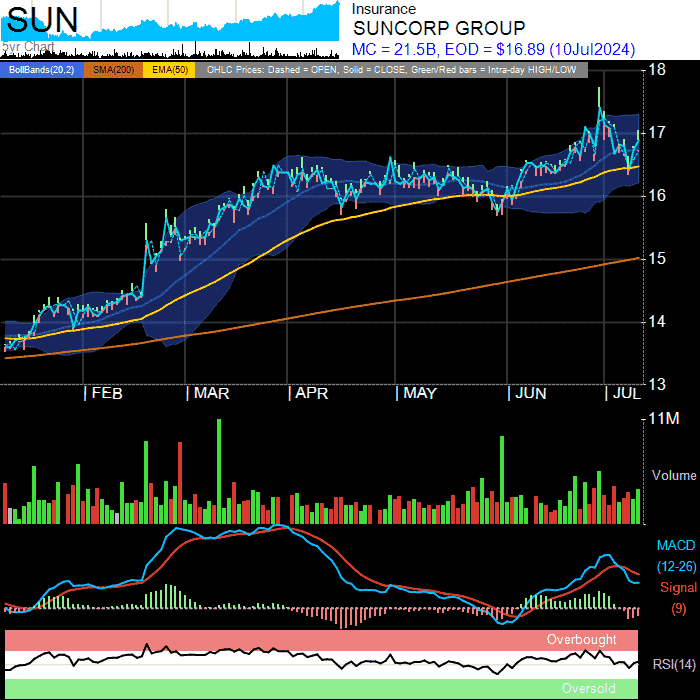 SUN
5yr Chart
Insurance
SUNCORP GROUP
MC = 21.5B, EOD = $16.89 (10Jul2024)
BollBands(20,2) SMA(200) EMA(50) OHLC Prices: Dashed = OPEN, Solid = CLOSE, Green/Red bars = Intra-day HIGH/LOW
18
17
16
15
14
13
| FEB | MAR | APR | MAY | JUN | JUL
11M
Volume
MACD
(12-26)
Signal
(9)
Overbought
RSI(14)
Oversold